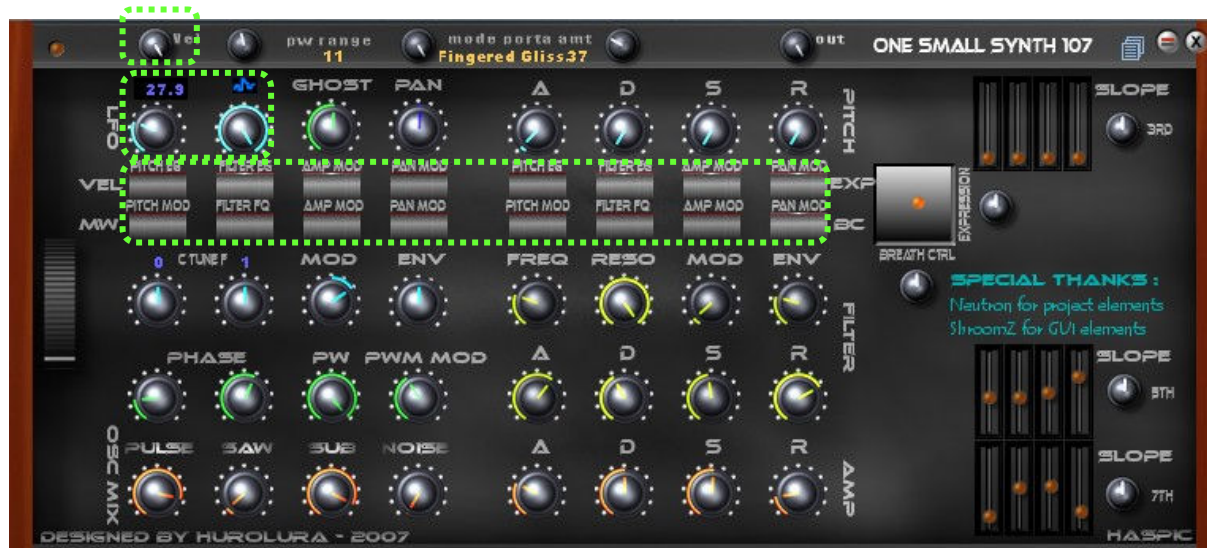 Vel pw range mode porta amt out ONE SMALL SYNTH 107
11 Fingered Gliss.37
27.9 GHOST PAN A D S R SLOPE
LFO PITCH 3RD
PITCH EG FILTER EG AMP MOD PAN MOD PITCH EG FILTER EG AMP MOD PAN MOD
VEL EXP
PITCH MOD FILTER FQ AMP MOD PAN MOD PITCH MOD FILTER FQ AMP MOD PAN MOD EXPRESSION
MW BC
BREATH CTRL
0 C TUNE F 1 MOD ENV FREQ RESO MOD ENV
SPECIAL THANKS :
Neutron for project elements
ShroomZ for GUI elements
FILTER
PHASE PW PWM MOD A D S R SLOPE
5TH
OSC MIX PULSE SAW SUB NOISE A D S R SLOPE
AMP 7TH
DESIGNED BY HUROLURA - 2007 HASPIC